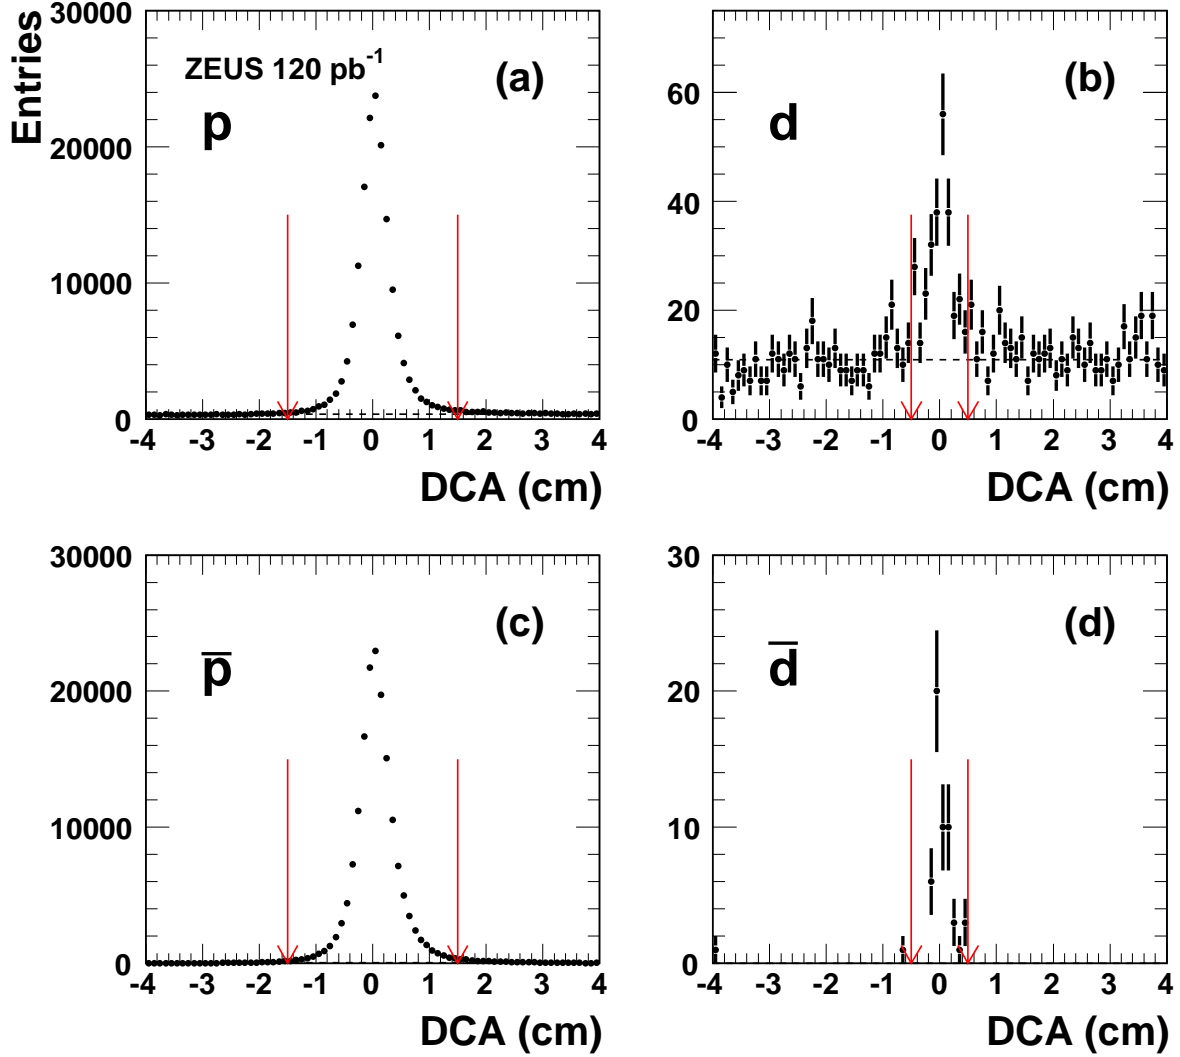 Entries
30000
20000
10000
0
ZEUS 120 pb⁻¹
(a)
p
-4 -3 -2 -1 0 1 2 3 4
DCA (cm)
60
40
20
0
(b)
d
-4 -3 -2 -1 0 1 2 3 4
DCA (cm)
30000
20000
10000
0
(c)
p̅
-4 -3 -2 -1 0 1 2 3 4
DCA (cm)
30
20
10
0
(d)
d̅
-4 -3 -2 -1 0 1 2 3 4
DCA (cm)